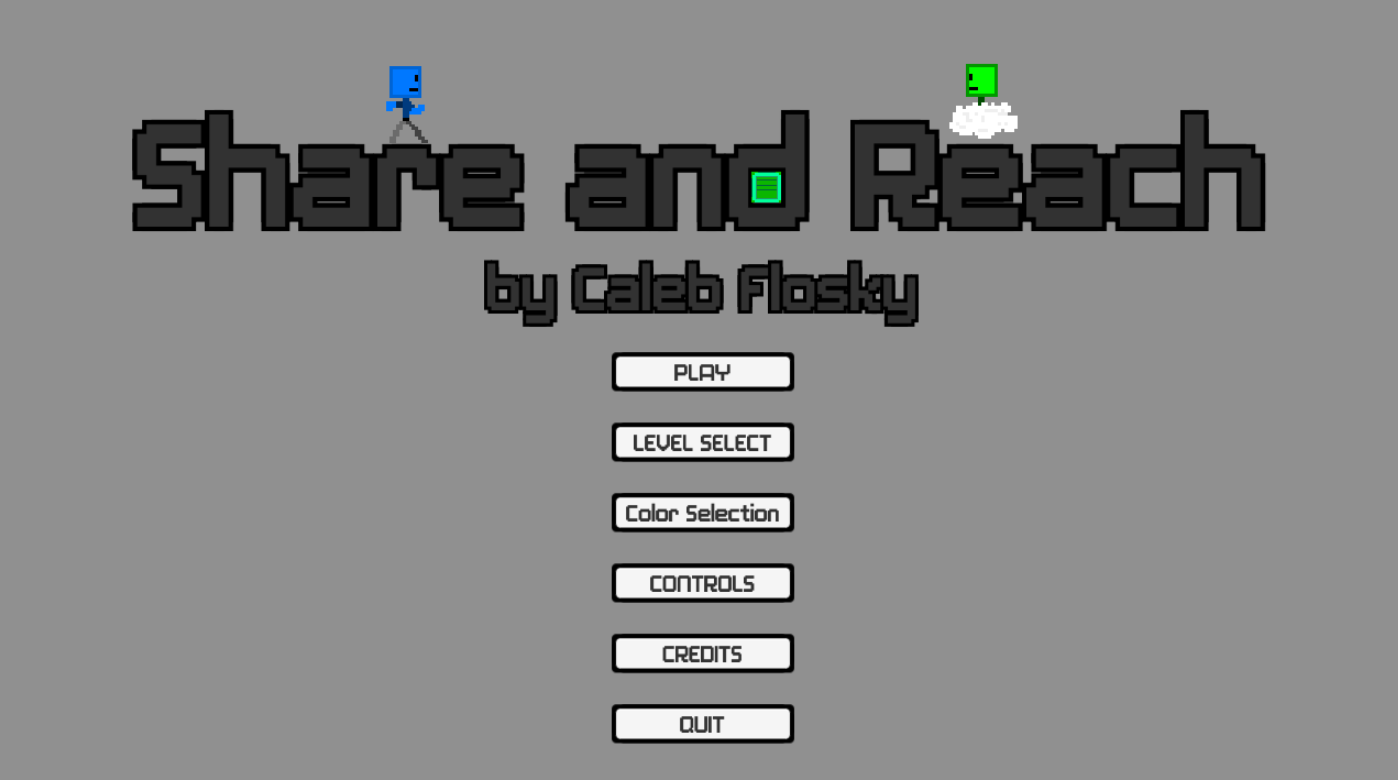 Share and Reach
by Caleb Flosky
PLAY
LEVEL SELECT
Color Selection
CONTROLS
CREDITS
QUIT